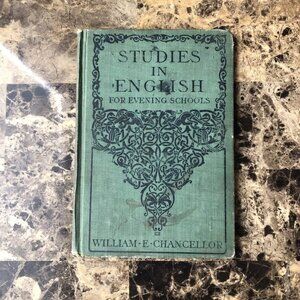 STUDIES
IN
ENGLISH
FOR EVENING SCHOOLS
WILLIAM·E·CHANCELLOR